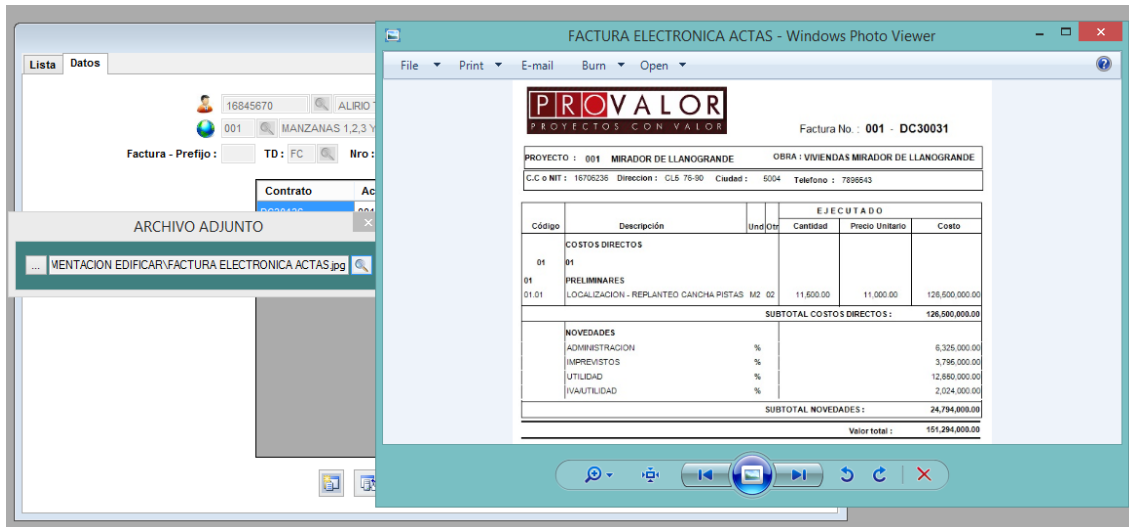 FACTURA ELECTRONICA ACTAS - Windows Photo Viewer
File Print E-mail Burn Open
Lista Datos
16845670 ALIRIO
001 MANZANAS 1,2,3 Y
Factura - Prefijo : TD : FC Nro :
Contrato Ac
ARCHIVO ADJUNTO
... MENTACION EDIFICAR\FACTURA ELECTRONICA ACTAS.jpg
PROVALOR
PROYECTOS CON VALOR
Factura No. : 001 - DC30031
PROYECTO : 001 MIRADOR DE LLANOGRANDE OBRA : VIVIENDAS MIRADOR DE LLANOGRANDE
C.C o NIT : 16706236 Direccion : CL5 76-90 Ciudad : 5004 Telefono : 7898543
EJECUTADO
Código Descripción Und Otr Cantidad Precio Unitario Costo
COSTOS DIRECTOS
01 01
01 PRELIMINARES
01.01 LOCALIZACION - REPLANTEO CANCHA PISTAS M2 02 11,500.00 11,000.00 126,500,000.00
SUBTOTAL COSTOS DIRECTOS : 126,500,000.00
NOVEDADES
ADMINISTRACION % 6,325,000.00
IMPREVISTOS % 3,795,000.00
UTILIDAD % 12,650,000.00
IVA/UTILIDAD % 2,024,000.00
SUBTOTAL NOVEDADES : 24,794,000.00
Valor total : 151,294,000.00